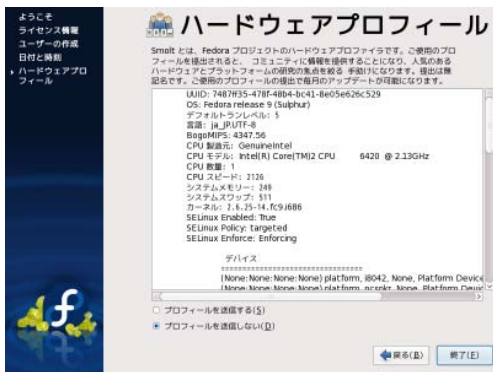 ようこそ
ライセンス情報
ユーザーの作成
日付と時刻
ハードウェアプロ
フィール
ハードウェアプロフィール
Smolt とは、Fedora プロジェクトのハードウェアプロファイラです。ご使用のプロ
フィールを提出されると、 コミュニティに情報を提供することになり、人気のある
ハードウェアとプラットフォームの研究の焦点を絞る 手助けになります。提出は無
記名です。ご使用のプロフィールの提出で毎月のアップデートが可能になります。
UUID: 7487ff35-478f-48b4-bc41-8e05e626c529
OS: Fedora release 9 (Sulphur)
デフォルトランレベル: 5
言語: ja_JP.UTF-8
BogoMIPS: 4347.56
CPU 製造元: GenuineIntel
CPU モデル: Intel(R) Core(TM)2 CPU 6420 @ 2.13GHz
CPU 数量: 1
CPU スピード: 2126
システムメモリー: 249
システムスワップ: 511
カーネル: 2.6.25-14.fc9.i686
SELinux Enabled: True
SELinux Policy: targeted
SELinux Enforce: Enforcing
デバイス
=================================
(None:None:None:None) platform, i8042, None, Platform Device
(None:None:None:None) platform, pcspkr, None, Platform Device
プロフィールを送信する(S)
プロフィールを送信しない(D)
戻る(B)
終了(E)